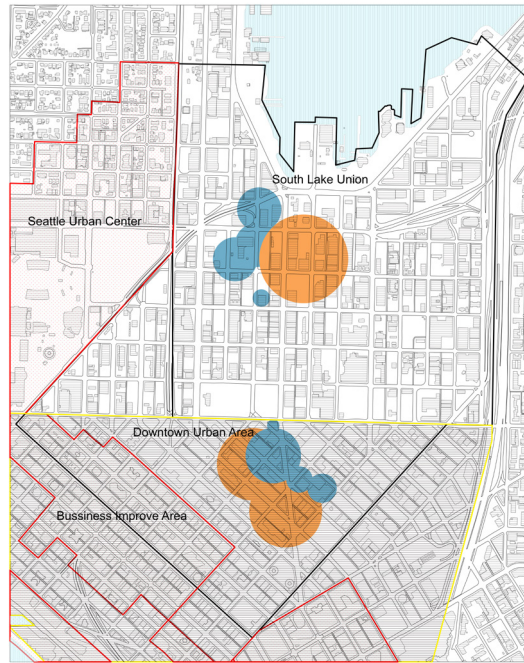 South Lake Union
Seattle Urban Center
Downtown Urban Area
Bussiness Improve Area